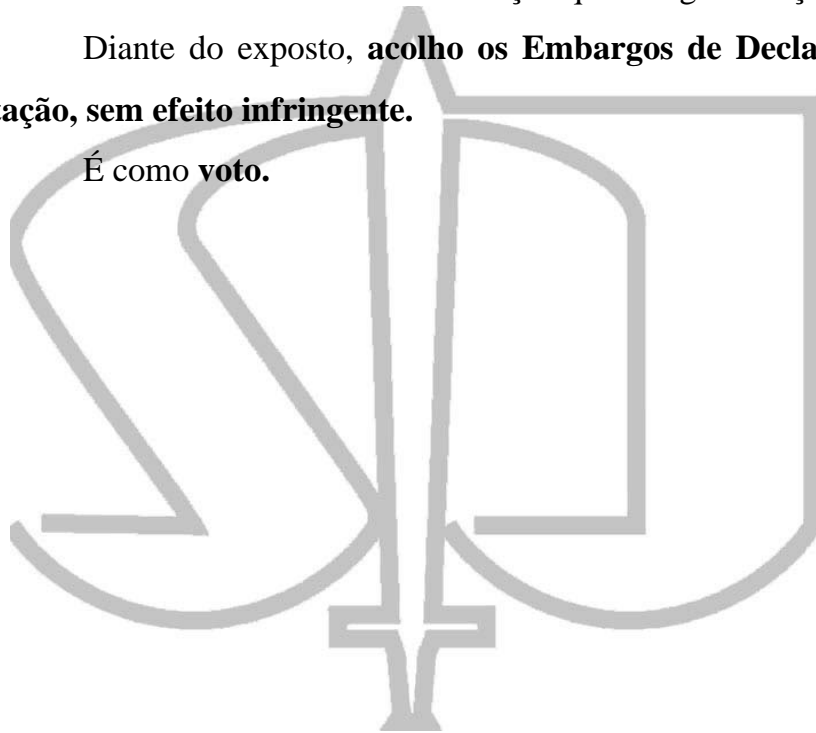 Diante do exposto, acolho os Embargos de Decla
tação, sem efeito infringente.
É como voto.